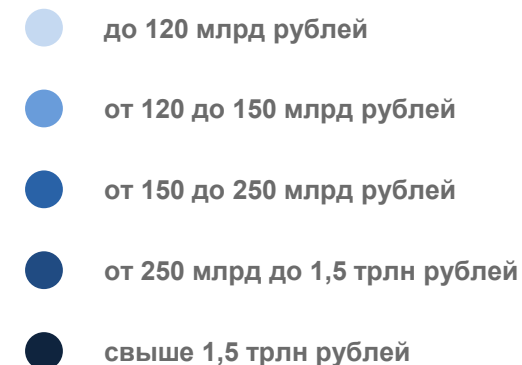 до 120 млрд рублей
от 120 до 150 млрд рублей
от 150 до 250 млрд рублей
от 250 млрд до 1,5 трлн рублей
свыше 1,5 трлн рублей